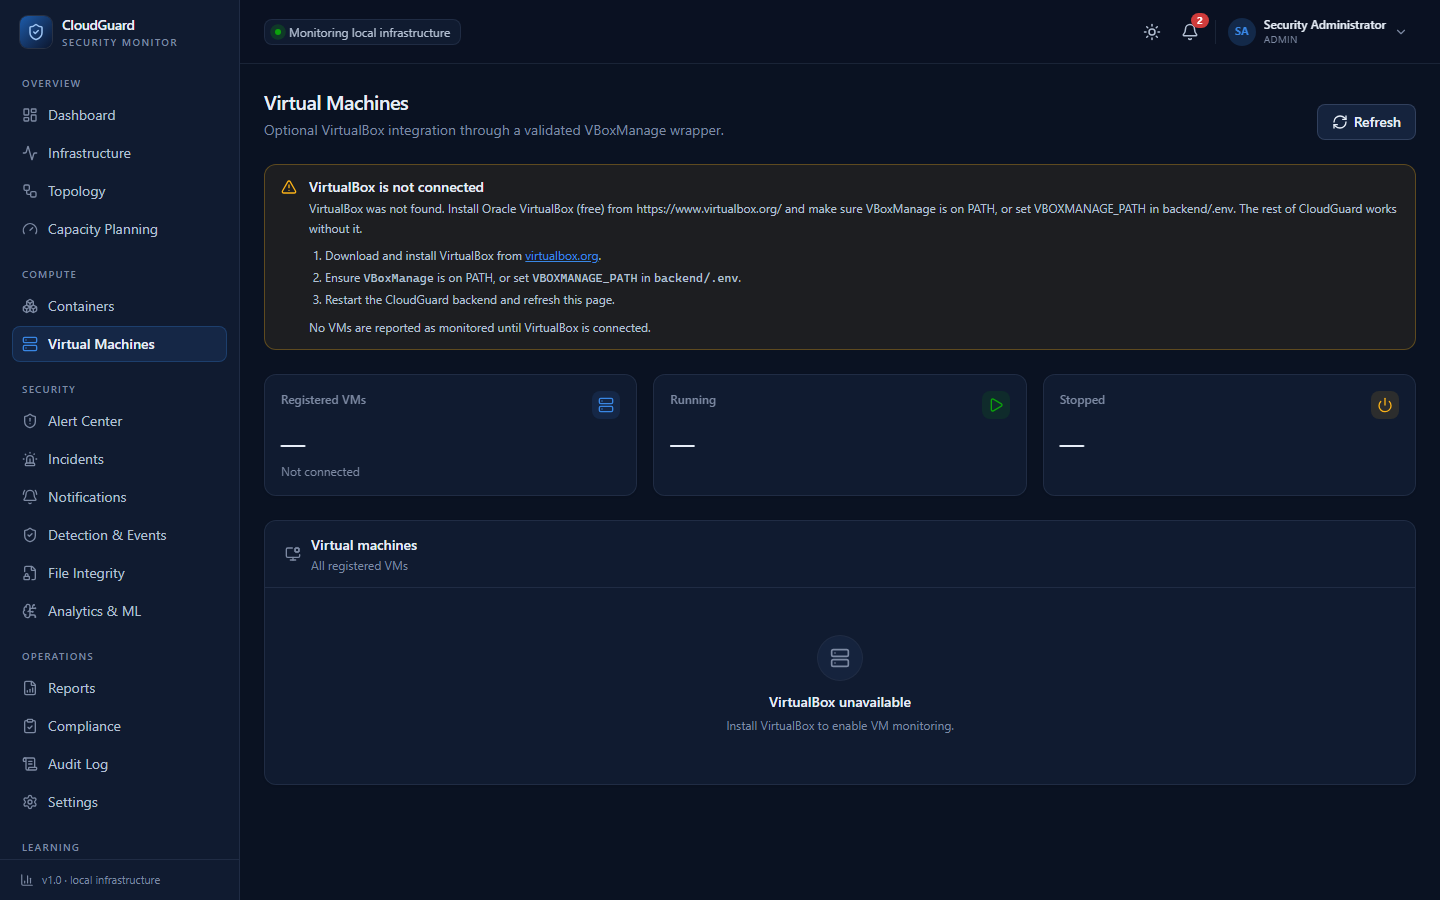 CloudGuard
SECURITY MONITOR
OVERVIEW
Dashboard
Infrastructure
Topology
Capacity Planning
COMPUTE
Containers
Virtual Machines
SECURITY
Alert Center
Incidents
Notifications
Detection & Events
File Integrity
Analytics & ML
OPERATIONS
Reports
Compliance
Audit Log
Settings
LEARNING
v1.0 · local infrastructure
Monitoring local infrastructure
2
SA
Security Administrator
ADMIN
Virtual Machines
Optional VirtualBox integration through a validated VBoxManage wrapper.
Refresh
VirtualBox is not connected
VirtualBox was not found. Install Oracle VirtualBox (free) from https://www.virtualbox.org/ and make sure VBoxManage is on PATH, or set VBOXMANAGE_PATH in backend/.env. The rest of CloudGuard works
without it.
1. Download and install VirtualBox from virtualbox.org.
2. Ensure VBoxManage is on PATH, or set VBOXMANAGE_PATH in backend/.env.
3. Restart the CloudGuard backend and refresh this page.
No VMs are reported as monitored until VirtualBox is connected.
Registered VMs
—
Not connected
Running
—
Stopped
—
Virtual machines
All registered VMs
VirtualBox unavailable
Install VirtualBox to enable VM monitoring.